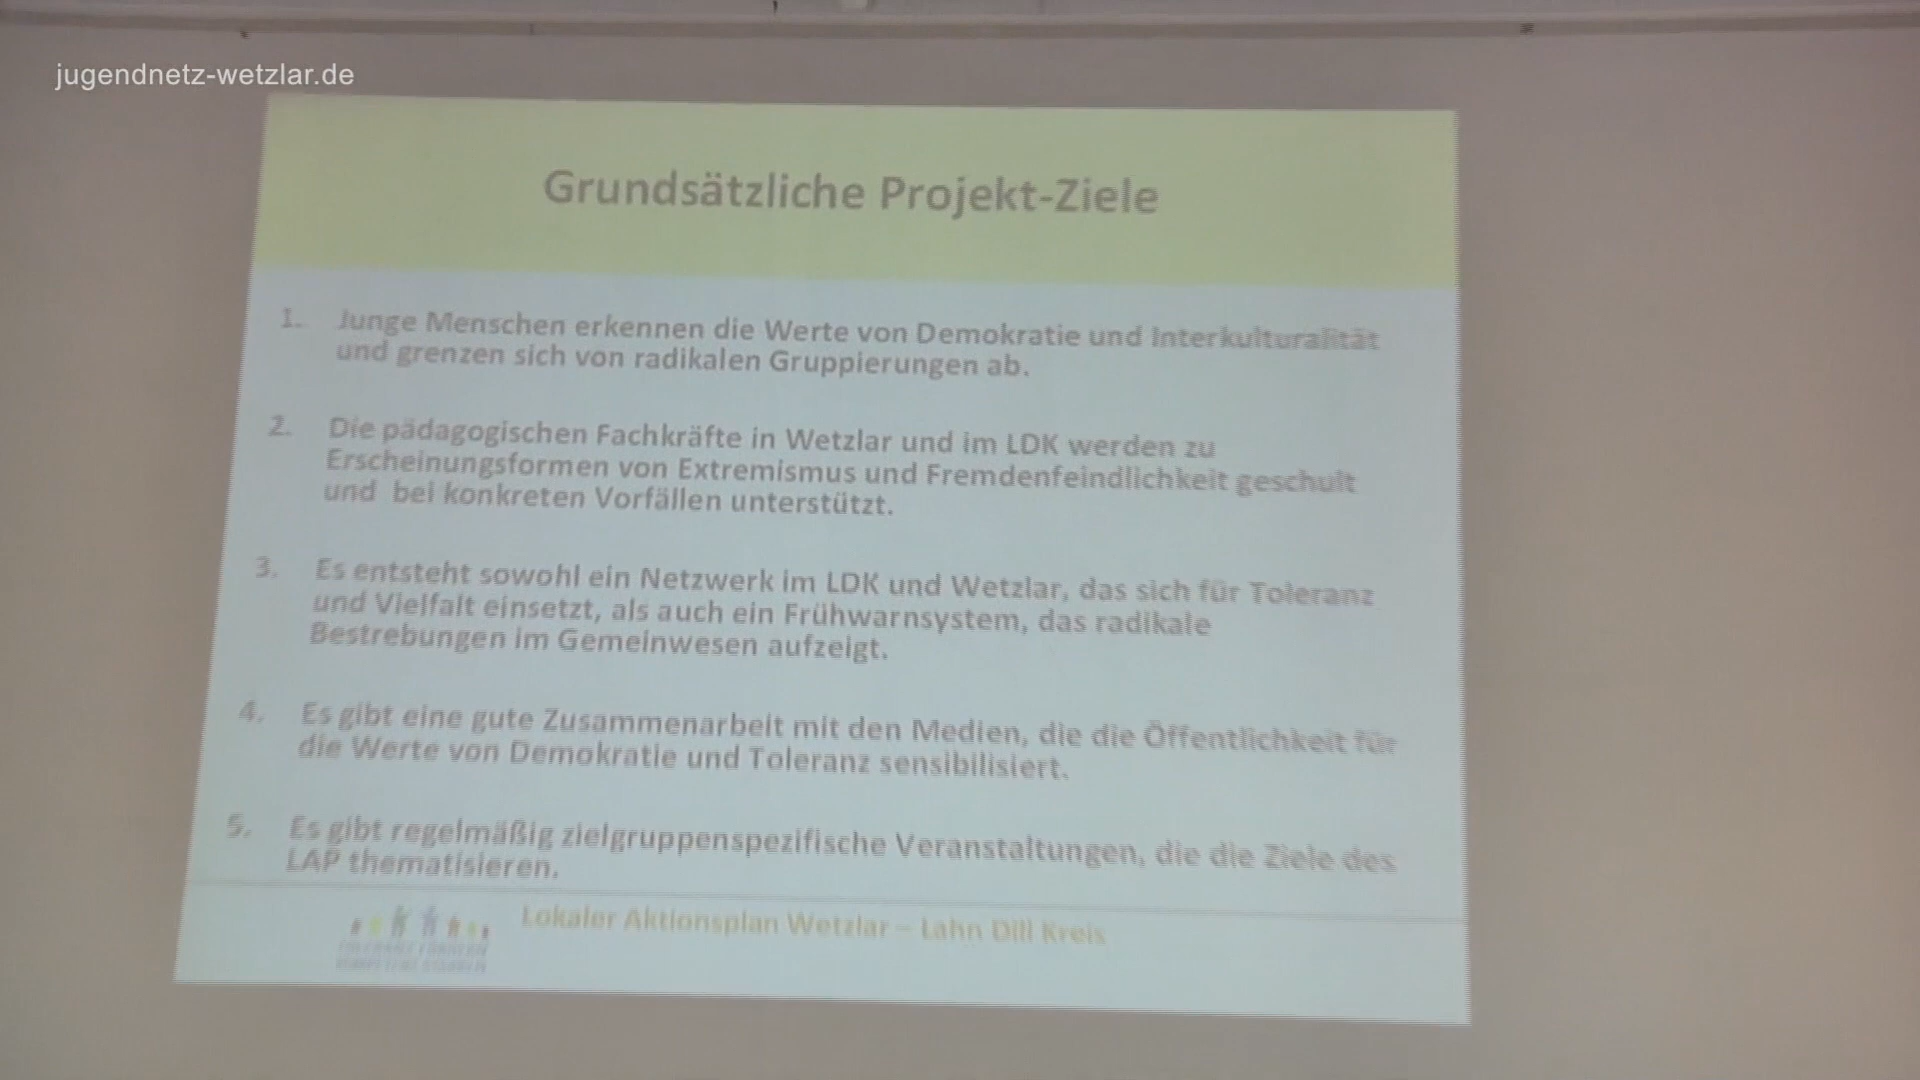 jugendnetz-wetzlar.de
Grundsätzliche Projekt-Ziele
1. Junge Menschen erkennen die Werte von Demokratie und Interkulturalität
und grenzen sich von radikalen Gruppierungen ab.
2. Die pädagogischen Fachkräfte in Wetzlar und im LDK werden zu
Erscheinungsformen von Extremismus und Fremdenfeindlichkeit geschult
und bei konkreten Vorfällen unterstützt.
3. Es entsteht sowohl ein Netzwerk im LDK und Wetzlar, das sich für Toleranz
und Vielfalt einsetzt, als auch ein Frühwarnsystem, das radikale
Bestrebungen im Gemeinwesen aufzeigt.
4. Es gibt eine gute Zusammenarbeit mit den Medien, die die Öffentlichkeit für
die Werte von Demokratie und Toleranz sensibilisiert.
5. Es gibt regelmäßig zielgruppenspezifische Veranstaltungen, die die Ziele des
LAP thematisieren.
Lokaler Aktionsplan Wetzlar – Lahn Dill Kreis